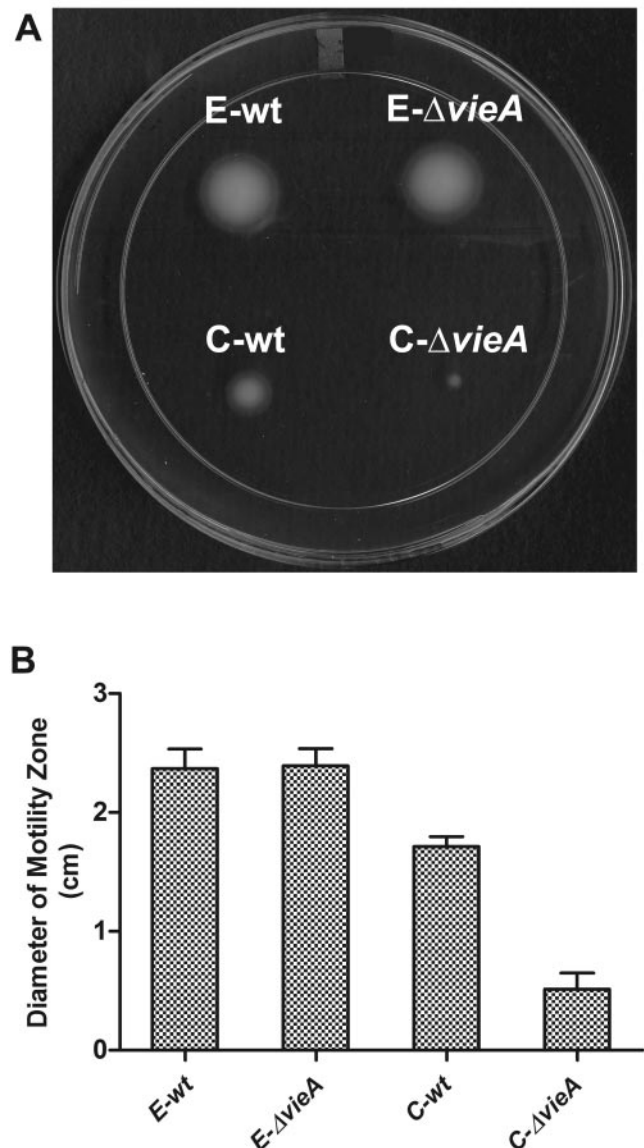 A
E-wt E-ΔvieA
C-wt C-ΔvieA
B
Diameter of Motility Zone
(cm)
3
2
1
0
E-wt E-ΔvieA C-wt C-ΔvieA